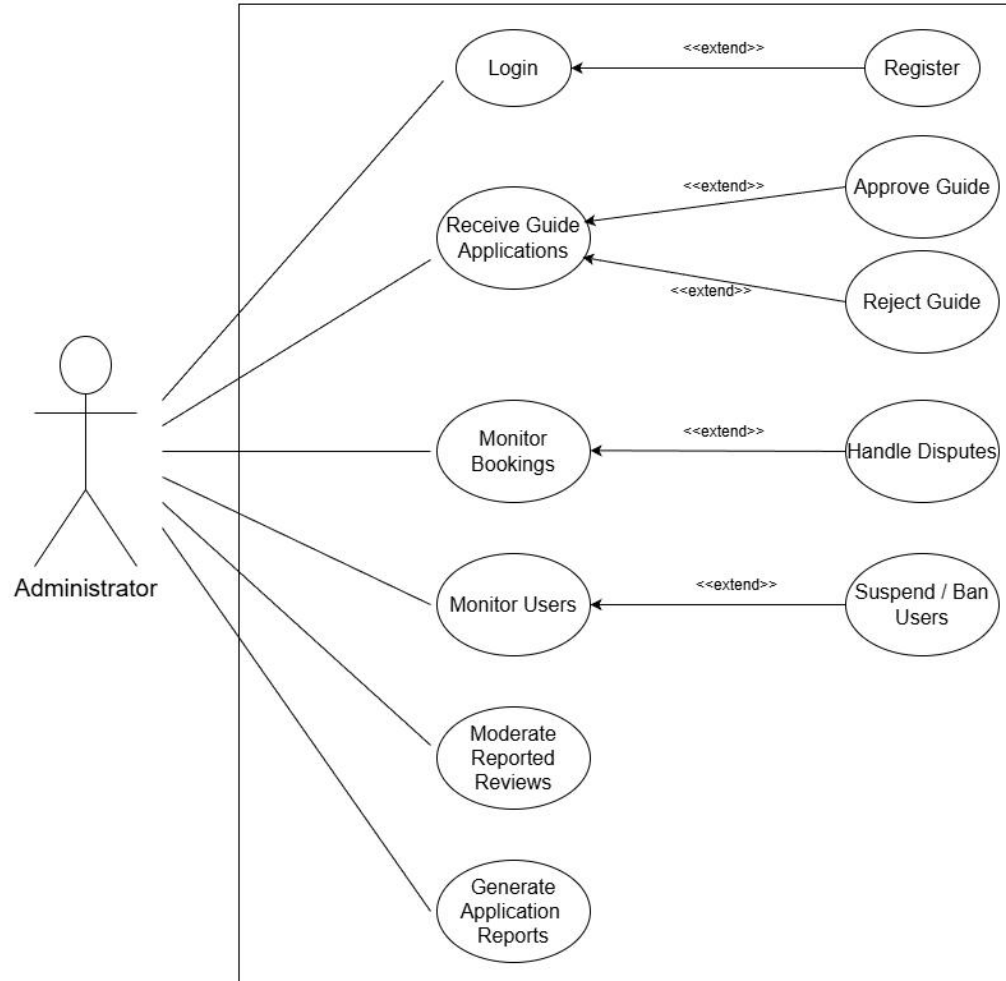 <<extend>>
Login
Register
<<extend>>
Approve Guide
Receive Guide
Applications
<<extend>>
Reject Guide
<<extend>>
Monitor
Bookings
Handle Disputes
Administrator
<<extend>>
Monitor Users
Suspend / Ban
Users
Moderate
Reported
Reviews
Generate
Application
Reports